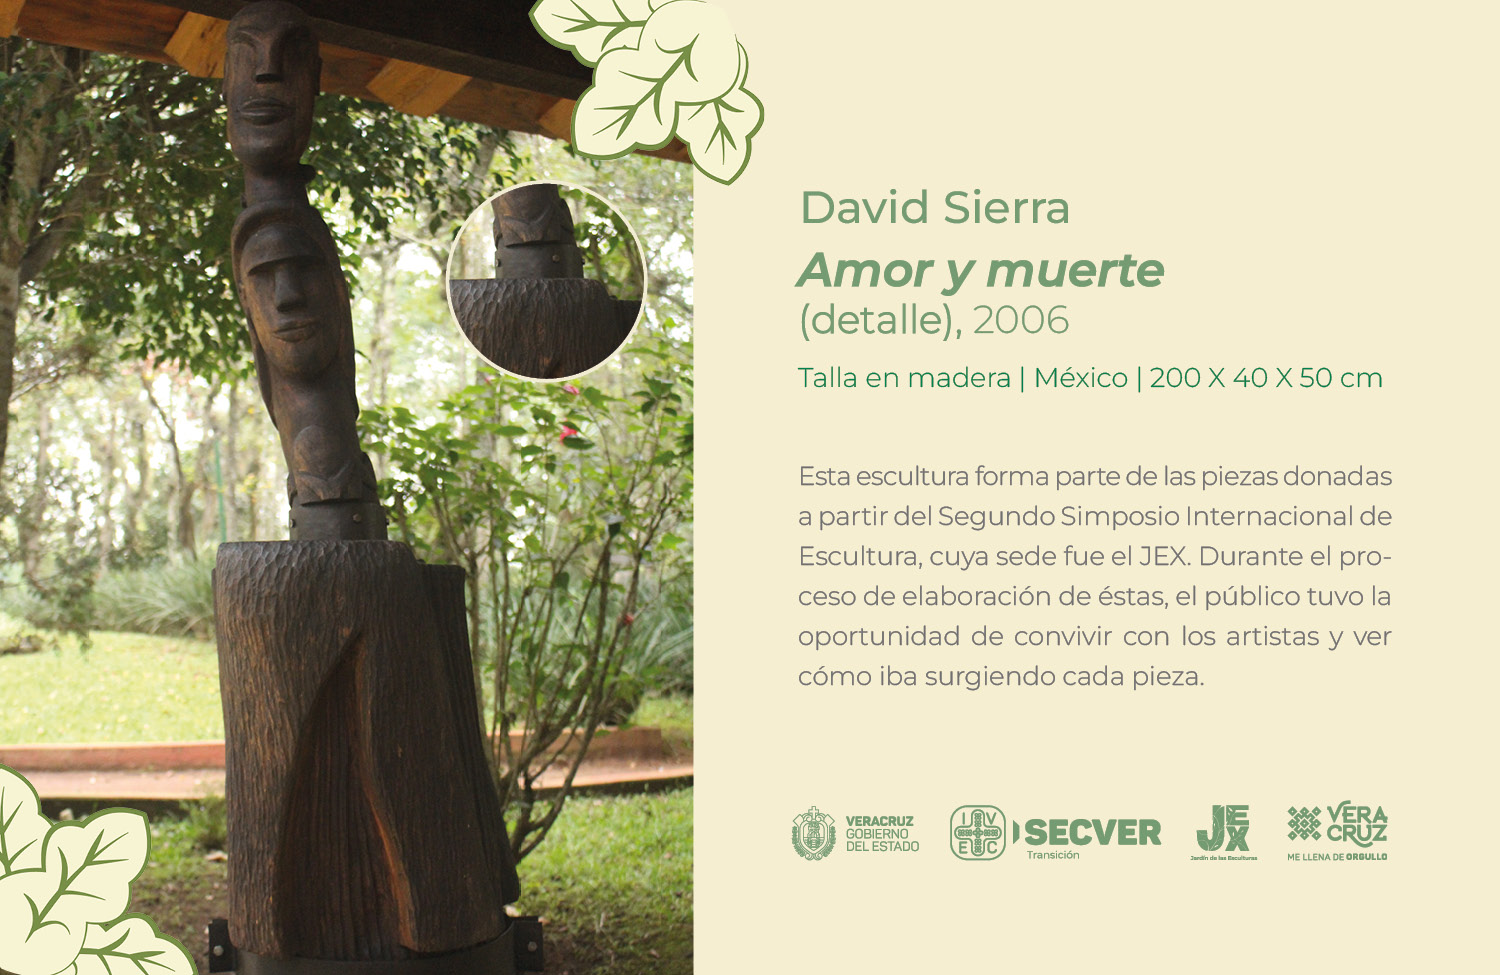 David Sierra
Amor y muerte
(detalle), 2006
Talla en madera | México | 200 X 40 X 50 cm
Esta escultura forma parte de las piezas donadas
a partir del Segundo Simposio Internacional de
Escultura, cuya sede fue el JEX. Durante el pro-
ceso de elaboración de éstas, el público tuvo la
oportunidad de convivir con los artistas y ver
cómo iba surgiendo cada pieza.
VERACRUZ
GOBIERNO
DEL ESTADO
IVEC
SECVER
Transición
JEX
Jardín de las Esculturas
VERA
CRUZ
ME LLENA DE ORGULLO